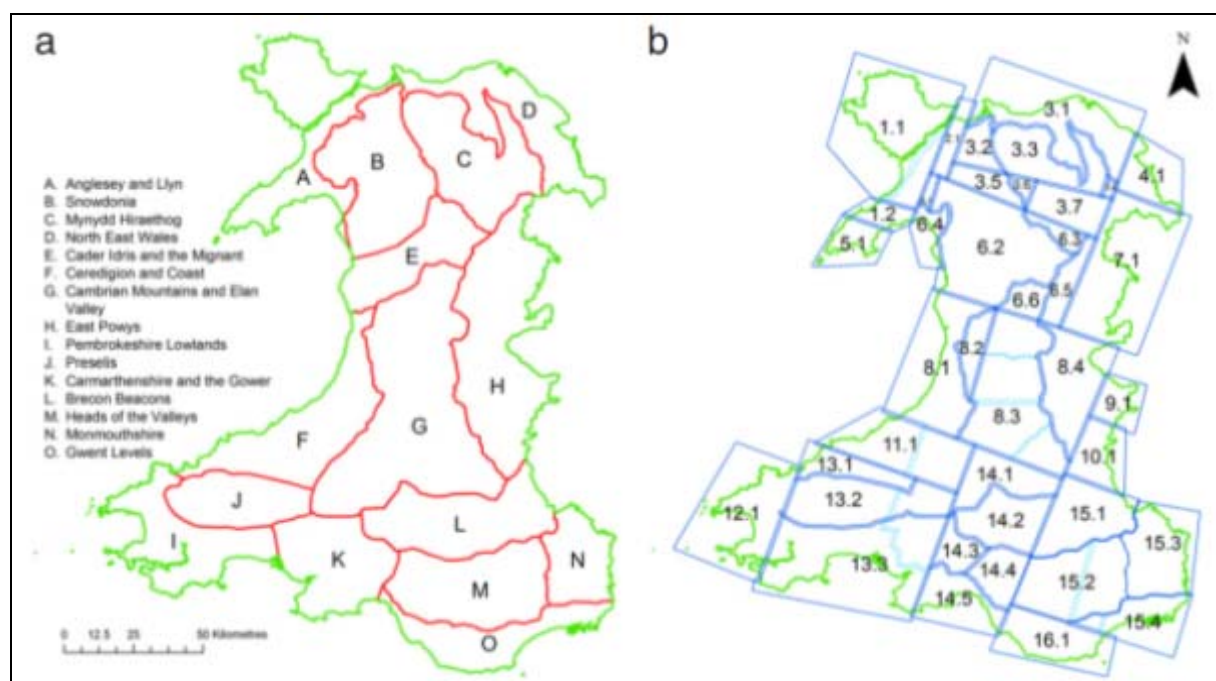 a
A. Anglesey and Llyn
B. Snowdonia
C. Mynydd Hiraethog
D. North East Wales
E. Cader Idris and the Mignant
F. Ceredigion and Coast
G. Cambrian Mountains and Elan
Valley
H. East Powys
I. Pembrokeshire Lowlands
J. Preselis
K. Carmarthenshire and the Gower
L. Brecon Beacons
M. Heads of the Valleys
N. Monmouthshire
O. Gwent Levels
D
B
C
A
E
H
G
F
J
L
I
K
N
M
O
0 12.5 25 50 Kilometres
b
N
3.1
1.1
3.2 3.3
4.1
3.5
3.7
1.2
6.4
5.1
6.2
6.3
7.1
6.5
6.6
8.2
8.1
8.4
8.3
9.1
11.1
10.1
13.1
14.1
13.2
12.1
14.2
15.1
15.3
14.3
13.3
14.4
15.2
14.5
15.4
16.1